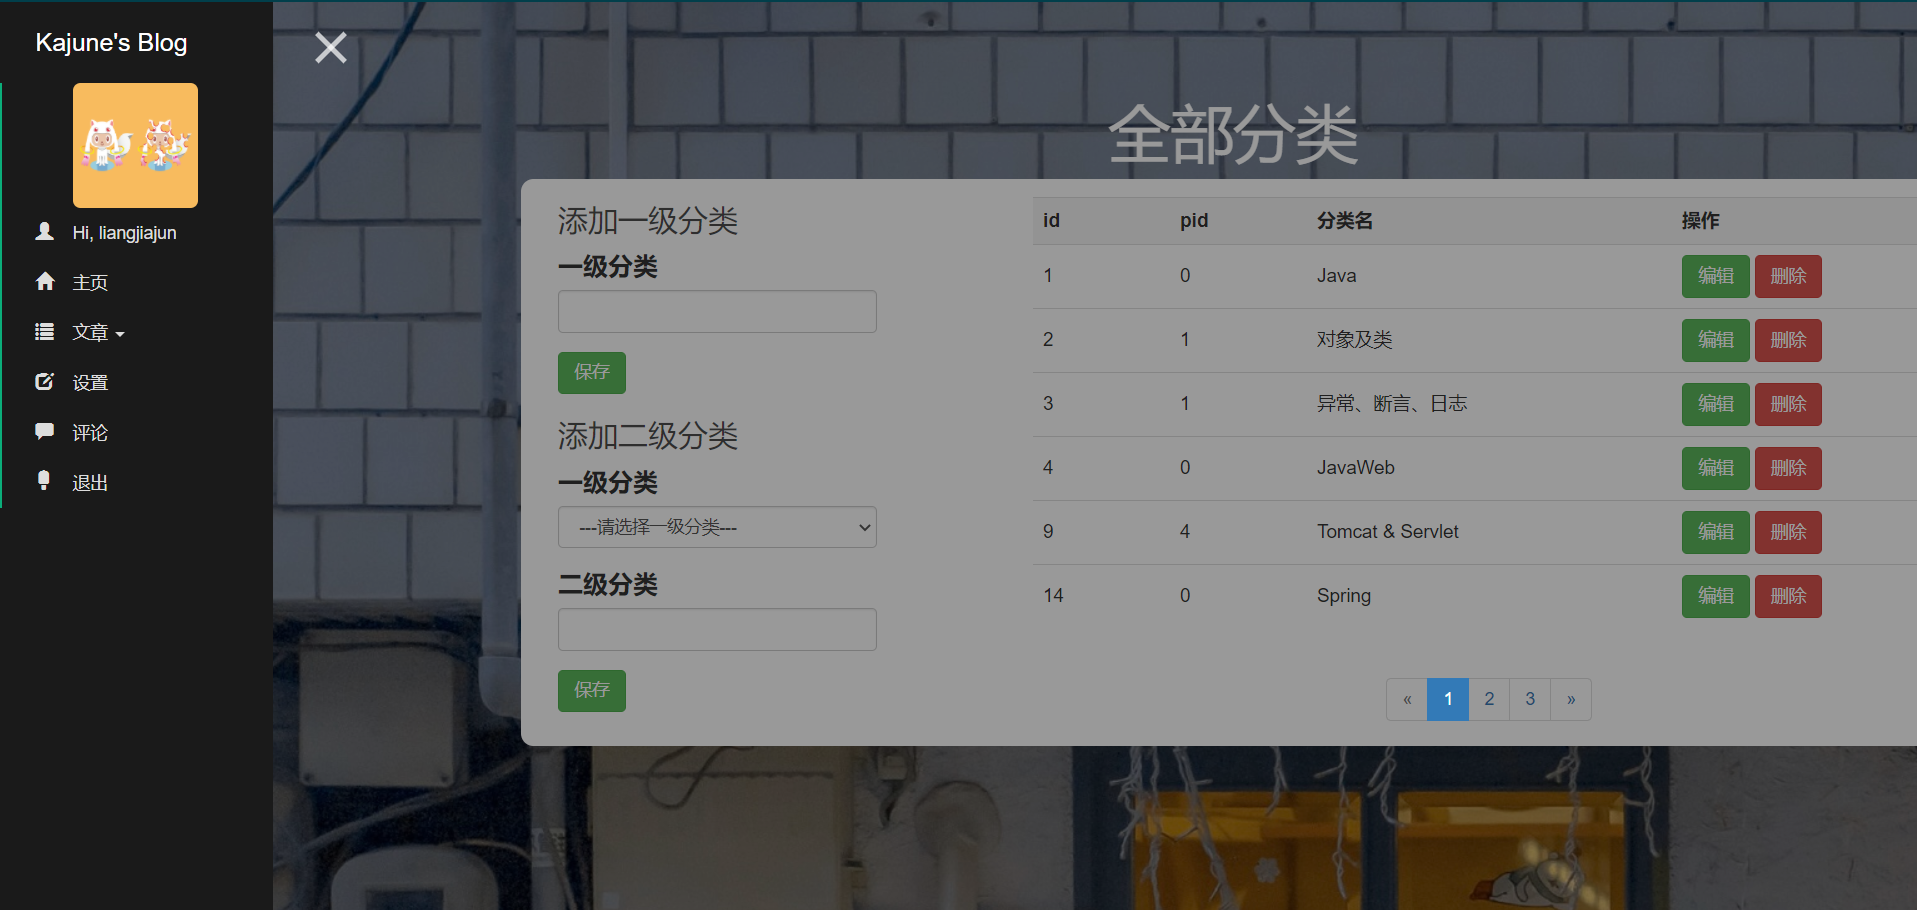 Kajune's Blog
Hi, liangjiajun
主页
文章
设置
评论
退出
全部分类
添加一级分类
一级分类
保存
添加二级分类
一级分类
---请选择一级分类---
二级分类
保存
id pid 分类名 操作
1 0 Java 编辑 删除
2 1 对象及类 编辑 删除
3 1 异常、断言、日志 编辑 删除
4 0 JavaWeb 编辑 删除
9 4 Tomcat & Servlet 编辑 删除
14 0 Spring 编辑 删除
« 1 2 3 »